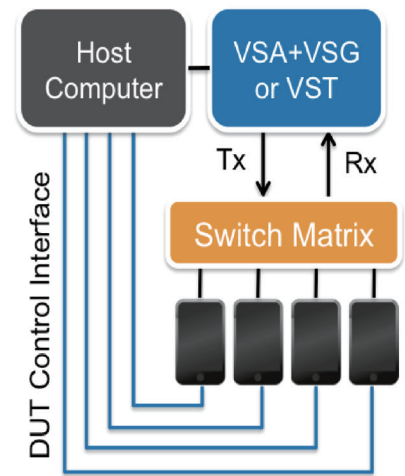 Host
Computer
VSA+VSG
or VST
Tx
Rx
Switch Matrix
DUT Control Interface